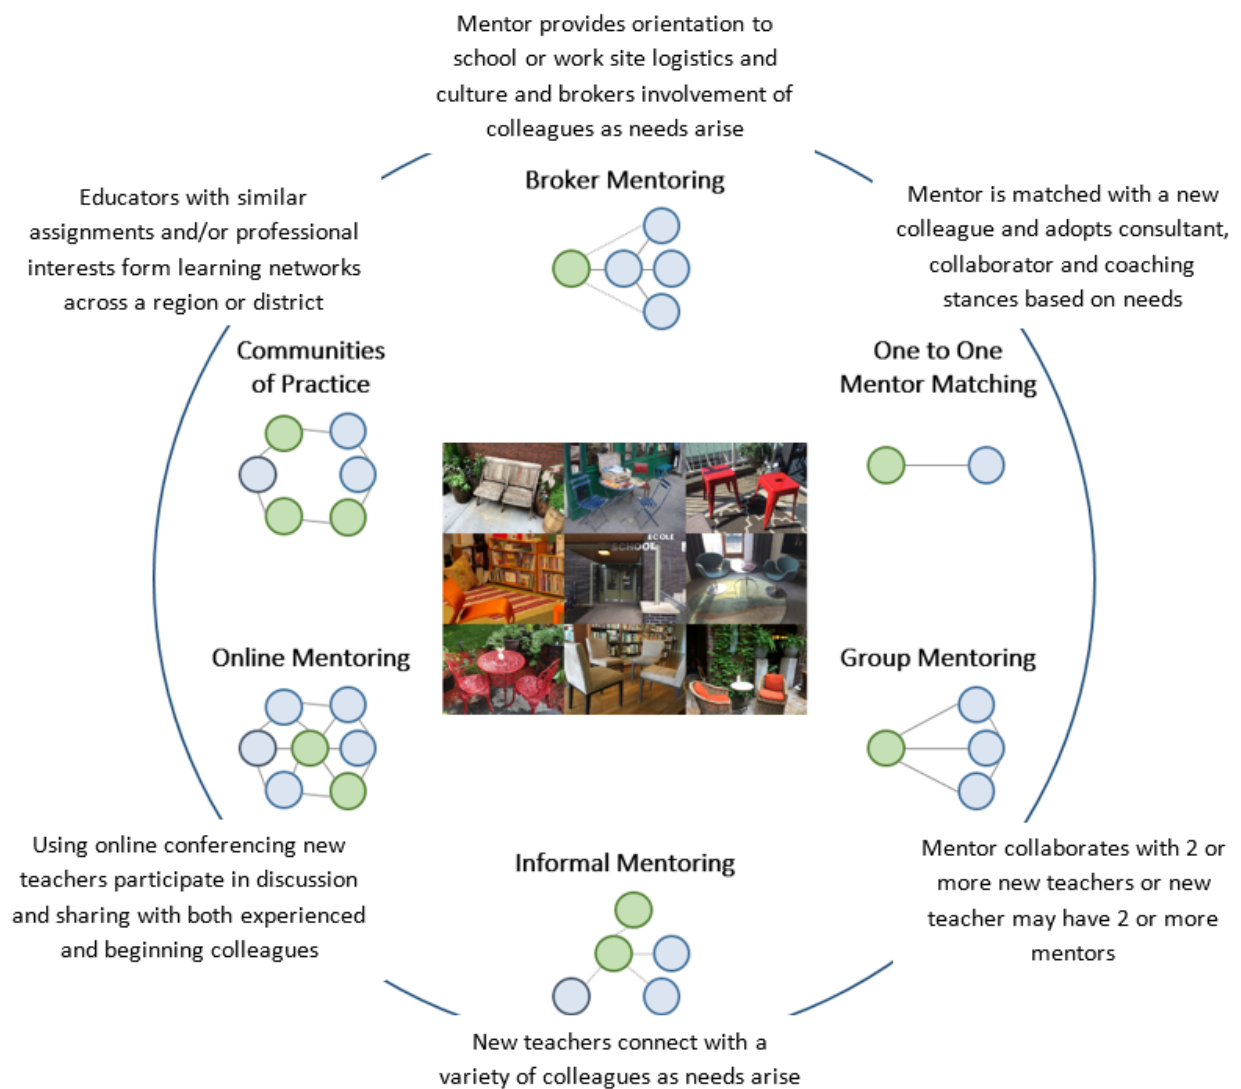 Mentor provides orientation to
school or work site logistics and
culture and brokers involvement of
colleagues as needs arise
Broker Mentoring
Mentor is matched with a new
colleague and adopts consultant,
collaborator and coaching
stances based on needs
One to One
Mentor Matching
Group Mentoring
Mentor collaborates with 2 or
more new teachers or new
teacher may have 2 or more
mentors
Informal Mentoring
New teachers connect with a
variety of colleagues as needs arise
Online Mentoring
Using online conferencing new
teachers participate in discussion
and sharing with both experienced
and beginning colleagues
Educators with similar
assignments and/or professional
interests form learning networks
across a region or district
Communities
of Practice
ECOLE
SCHOOL